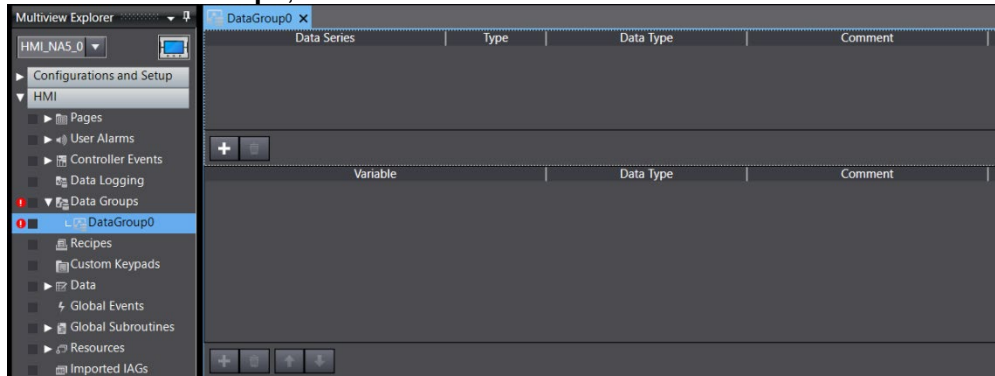 Multiview Explorer
DataGroup0
Data Series Type Data Type Comment
HMI_NA5_0
Configurations and Setup
HMI
Pages
User Alarms
Controller Events
Data Logging
Data Groups
DataGroup0
Recipes
Custom Keypads
Data
Global Events
Global Subroutines
Resources
Imported IAGs
Variable Data Type Comment